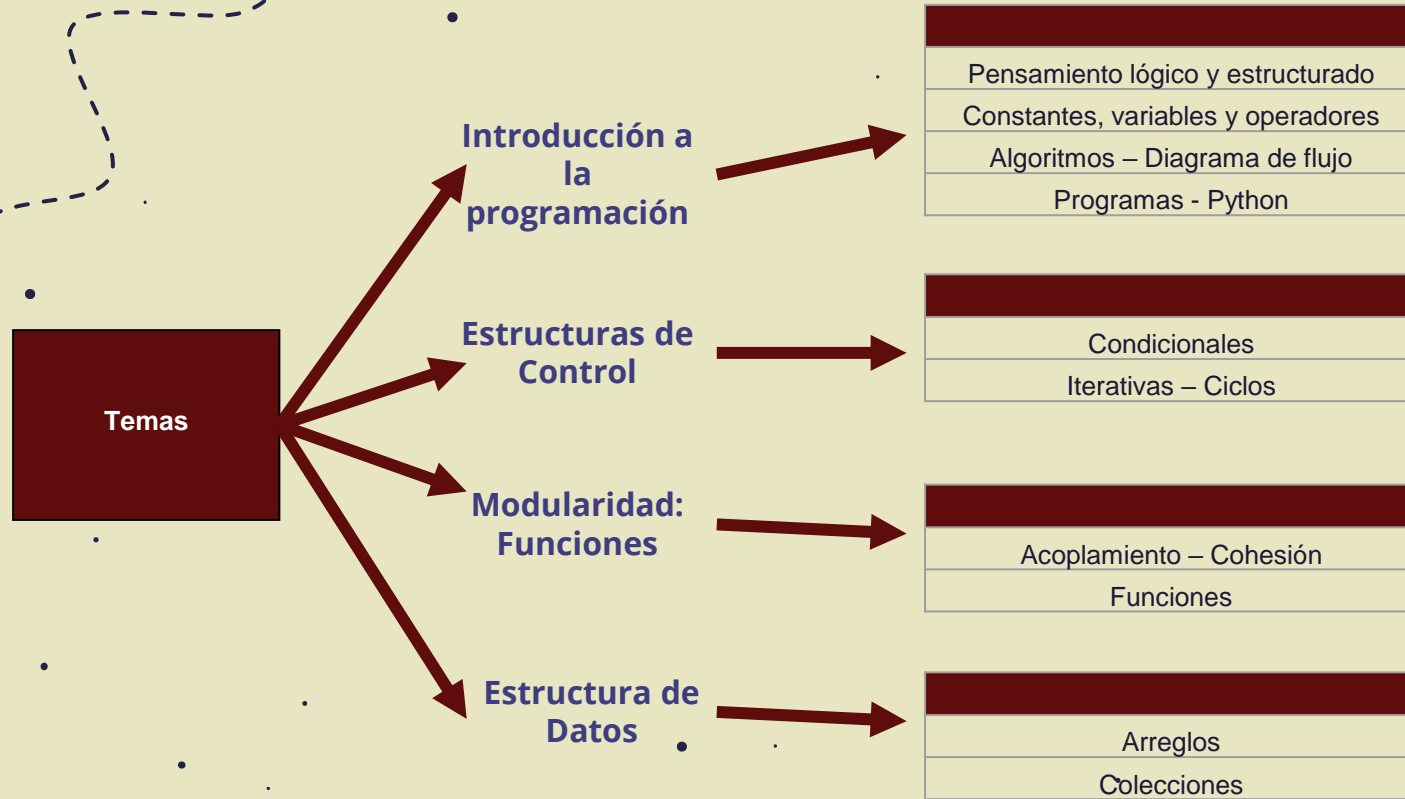 Temas
Introducción a
la
programación
Pensamiento lógico y estructurado
Constantes, variables y operadores
Algoritmos – Diagrama de flujo
Programas - Python
Estructuras de
Control
Condicionales
Iterativas – Ciclos
Modularidad:
Funciones
Acoplamiento – Cohesión
Funciones
Estructura de
Datos
Arreglos
Colecciones